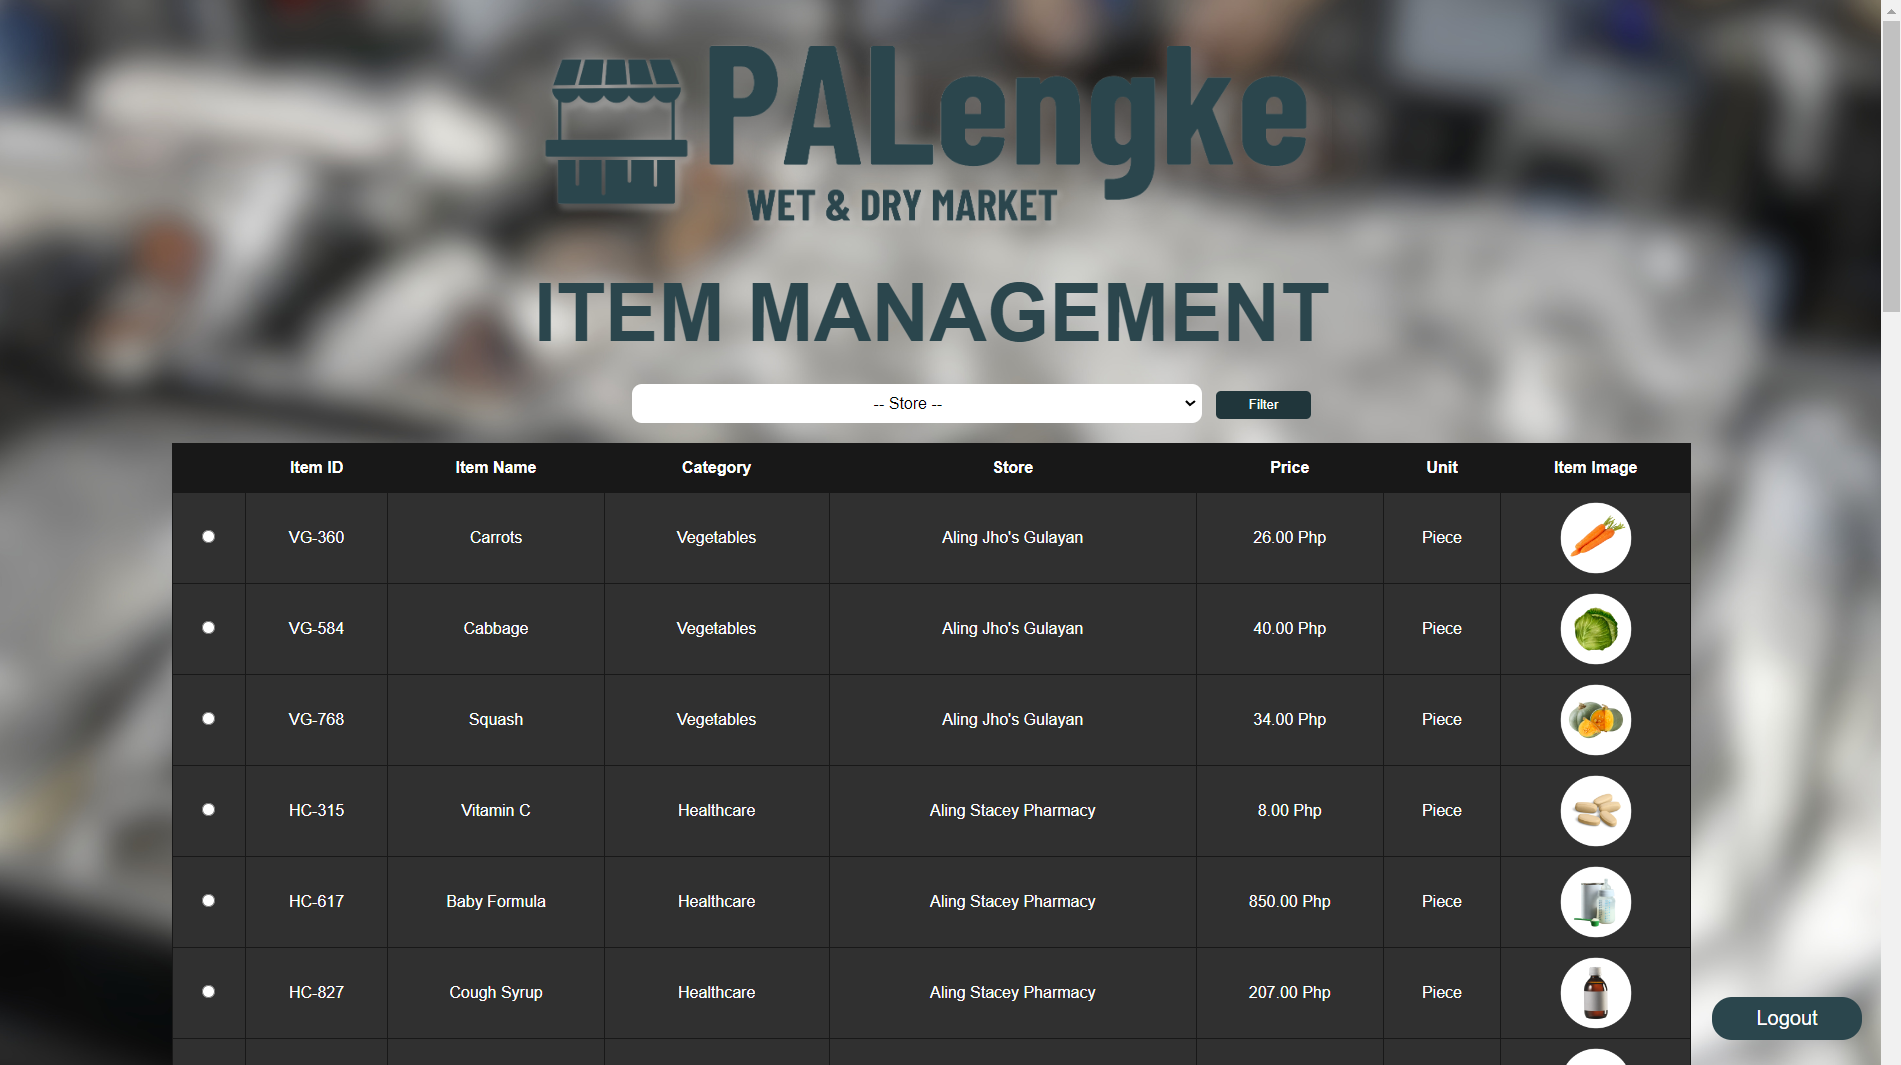 PALengke
WET & DRY MARKET
ITEM MANAGEMENT
-- Store --
Filter
Item ID Item Name Category Store Price Unit Item Image
VG-360 Carrots Vegetables Aling Jho's Gulayan 26.00 Php Piece
VG-584 Cabbage Vegetables Aling Jho's Gulayan 40.00 Php Piece
VG-768 Squash Vegetables Aling Jho's Gulayan 34.00 Php Piece
HC-315 Vitamin C Healthcare Aling Stacey Pharmacy 8.00 Php Piece
HC-617 Baby Formula Healthcare Aling Stacey Pharmacy 850.00 Php Piece
HC-827 Cough Syrup Healthcare Aling Stacey Pharmacy 207.00 Php Piece
Logout